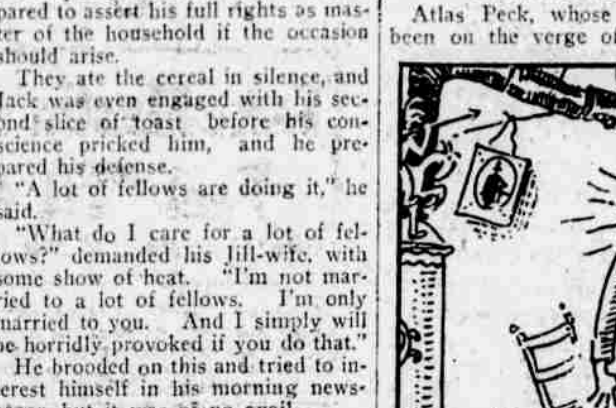 pared to assert his full rights as mas-
ter of the household if the occasion
should arise.
They ate the cereal in silence, and
Jack was even engaged with his sec-
ond slice of toast before his con-
science pricked him, and he pre-
pared his defense.
"A lot of fellows are doing it," he
said.
"What do I care for a lot of fel-
lows?" demanded his Jill-wife, with
some show of heat. "I'm not mar-
ried to a lot of fellows. I'm only
married to you. And I simply will
be horridly provoked if you do that."
He brooded on this and tried to in-
terest himself in his morning news-
Atlas Peck, whose
been on the verge of